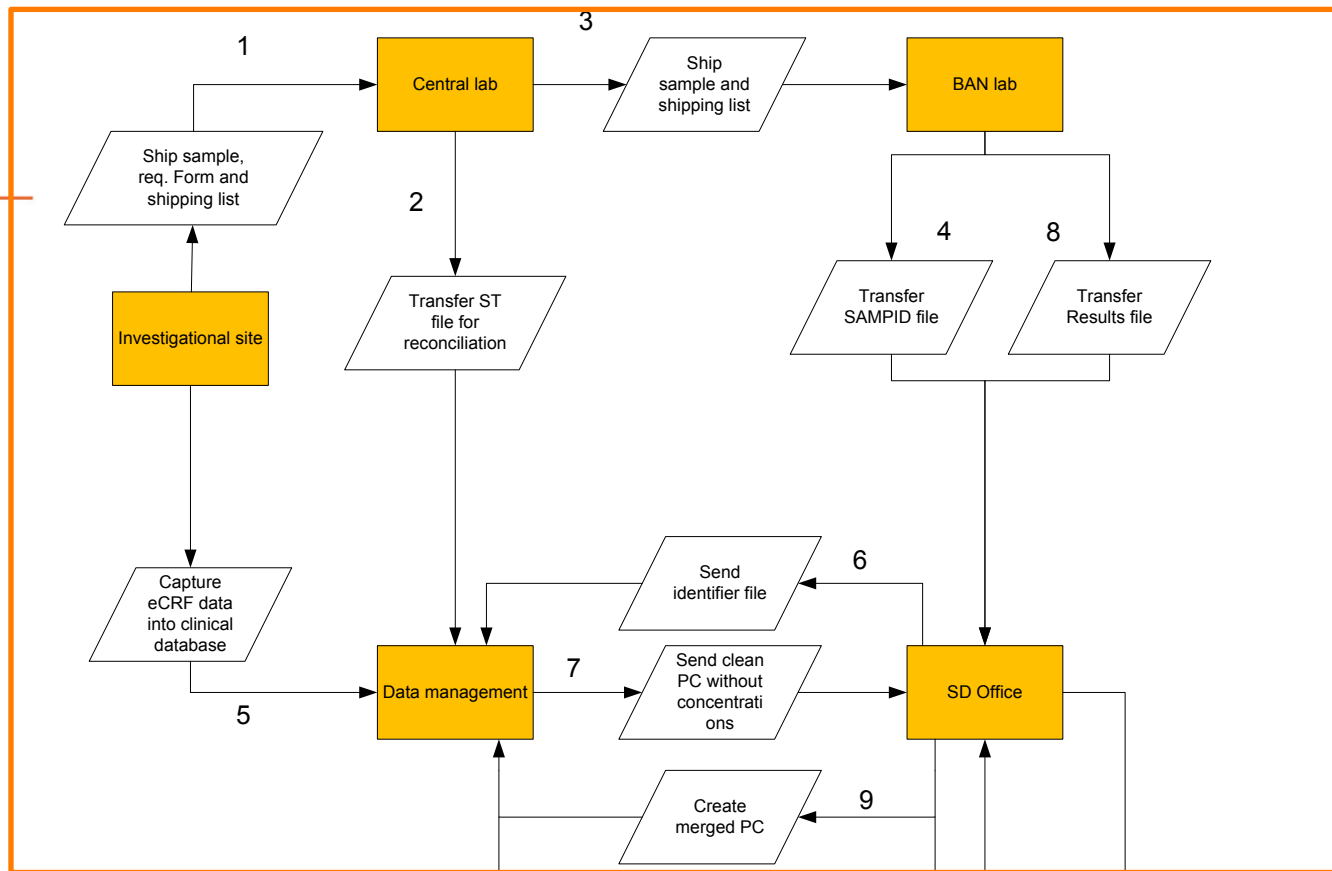 1
3
Central lab
Ship
sample and
shipping list
BAN lab
Ship sample,
req. Form and
shipping list
2
4
8
Transfer ST
file for
reconciliation
Transfer
SAMPID file
Transfer
Results file
Investigational site
Capture
eCRF data
into clinical
database
Send
identifier file
6
5
Data management
7
Send clean
PC without
concentrati
ons
SD Office
Create
merged PC
9